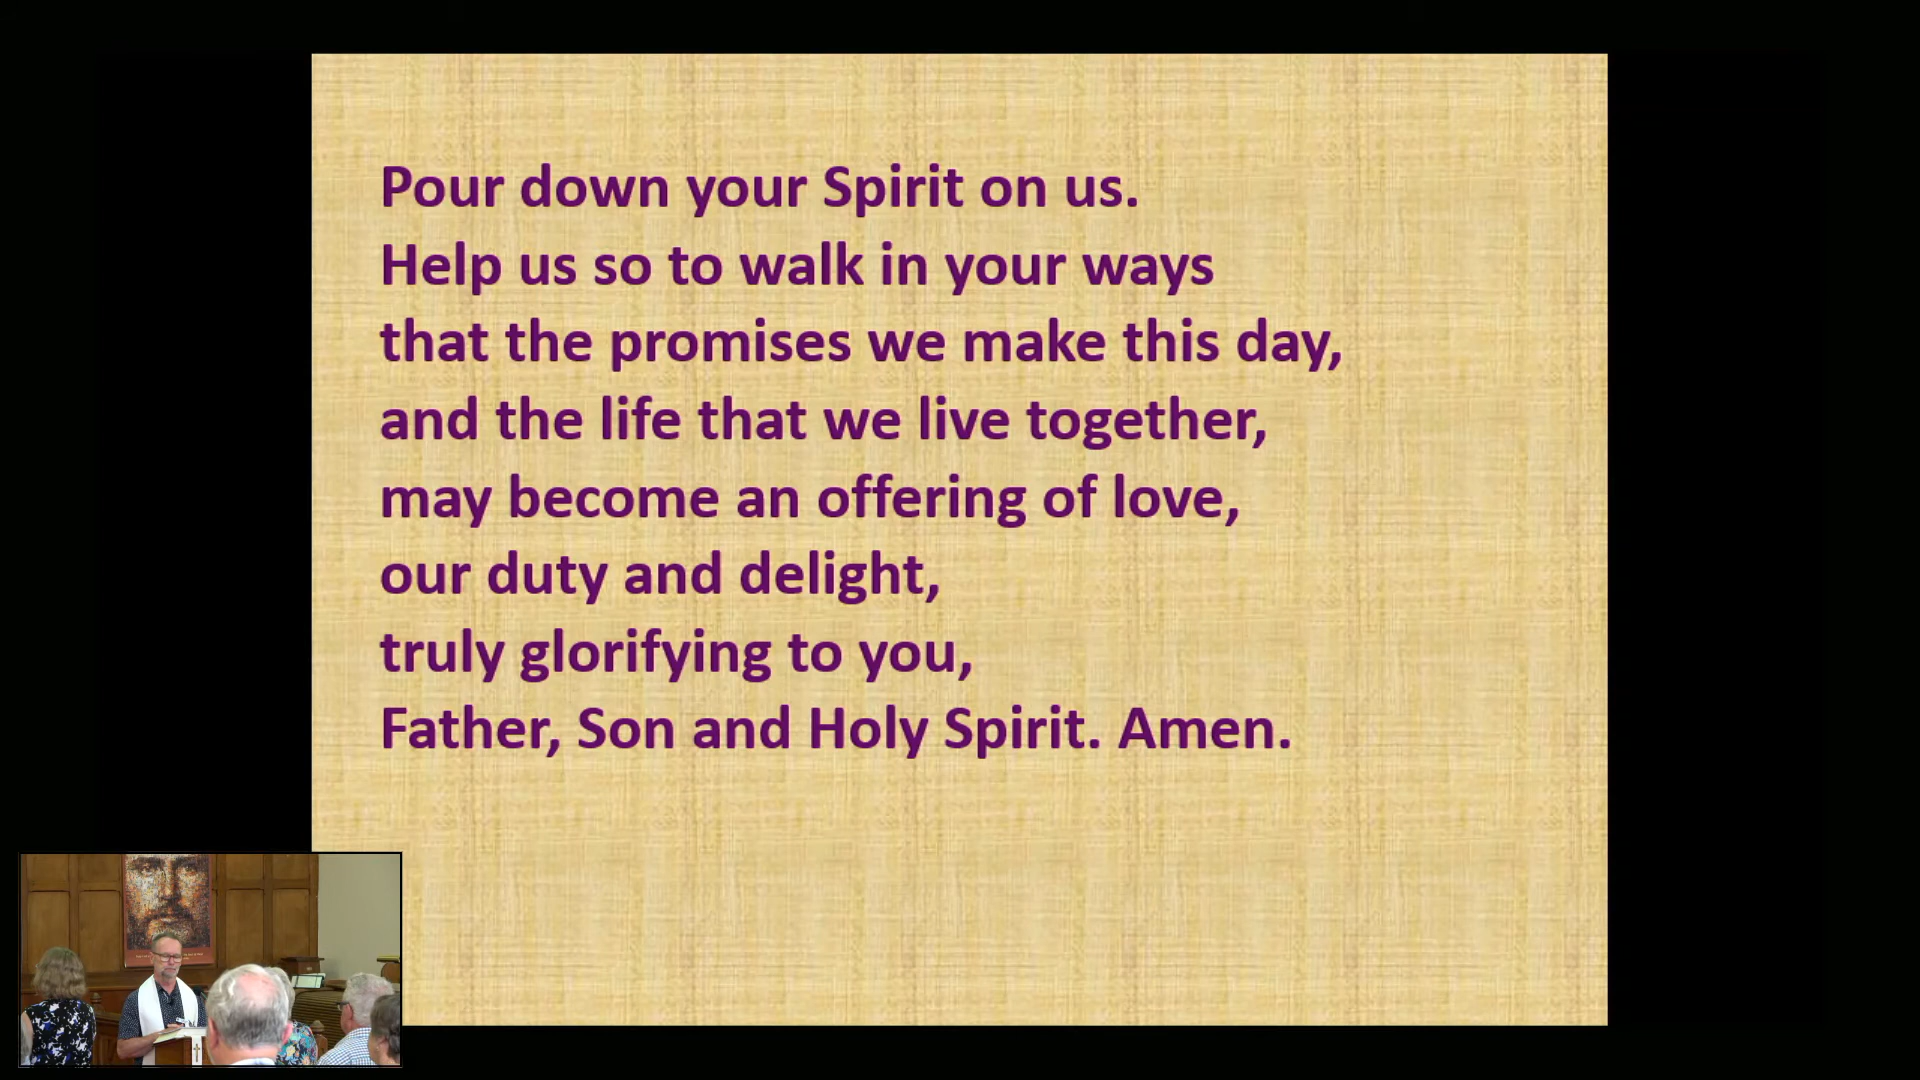 Pour down your Spirit on us.
Help us so to walk in your ways
that the promises we make this day,
and the life that we live together,
may become an offering of love,
our duty and delight,
truly glorifying to you,
Father, Son and Holy Spirit. Amen.